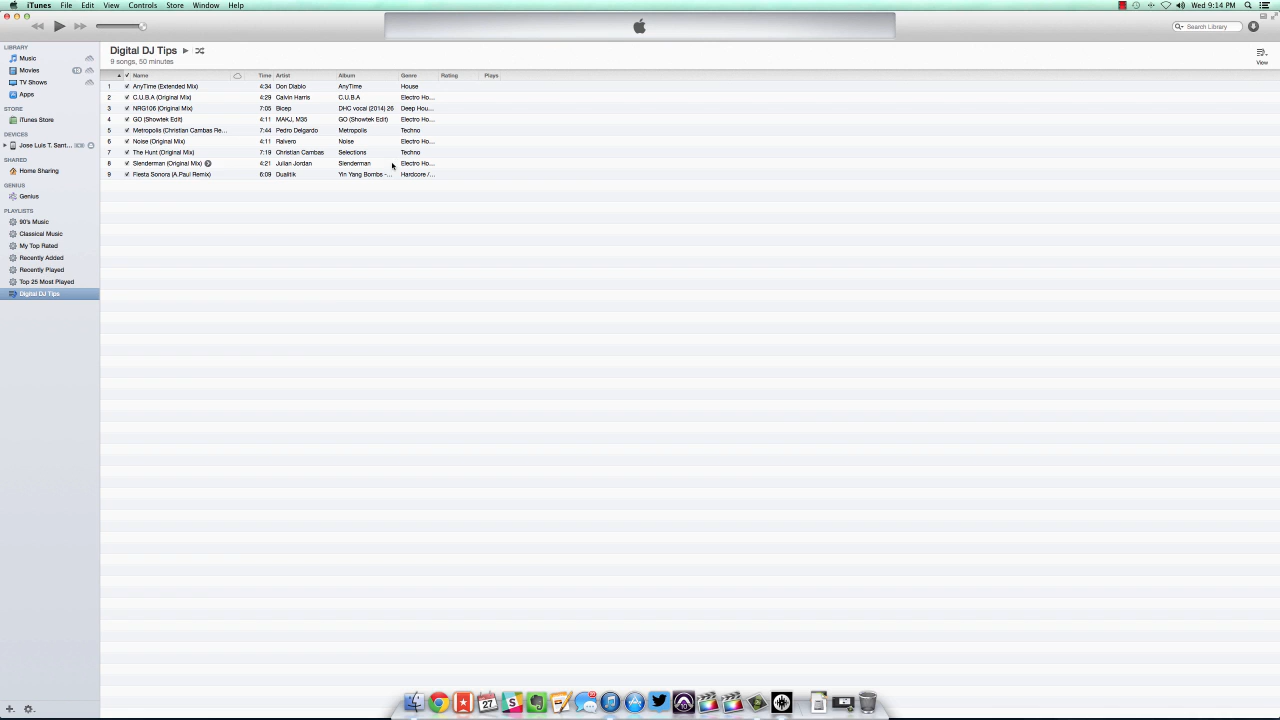 iTunes File Edit View Controls Store Window Help
Wed 9:14 PM
Search Library
LIBRARY
Music
Movies
TV Shows
Apps
STORE
iTunes Store
DEVICES
Jose Luis T. Sant...
SHARED
Home Sharing
GENIUS
Genius
PLAYLISTS
90's Music
Classical Music
My Top Rated
Recently Added
Recently Played
Top 25 Most Played
Digital DJ Tips
Digital DJ Tips
9 songs, 50 minutes
View
Name Time Artist Album Genre Rating Plays
1 AnyTime (Extended Mix) 4:34 Don Diablo AnyTime House
2 C.U.B.A (Original Mix) 4:29 Calvin Harris C.U.B.A Electro Ho...
3 NRG106 (Original Mix) 7:05 Bicep DHC vocal (2014) 26 Deep Hou...
4 GO (Showtek Edit) 4:11 MAKJ, M35 GO (Showtek Edit) Electro Ho...
5 Metropolis (Christian Cambas Re... 7:44 Pedro Delgardo Metropolis Techno
6 Noise (Original Mix) 4:11 Ralvero Noise Electro Ho...
7 The Hunt (Original Mix) 7:19 Christian Cambas Selections Techno
8 Slenderman (Original Mix) 4:21 Julian Jordan Slenderman Electro Ho...
9 Fiesta Sonora (A.Paul Remix) 6:09 Dualitik Yin Yang Bombs -... Hardcore /...
27